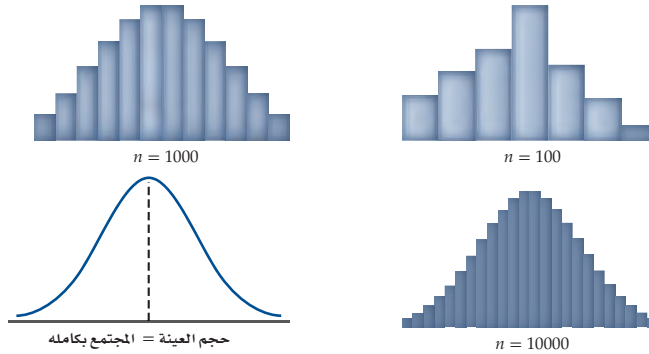 n = 1000
n = 100
حجم العينة = المجتمع بكامله
n = 10000